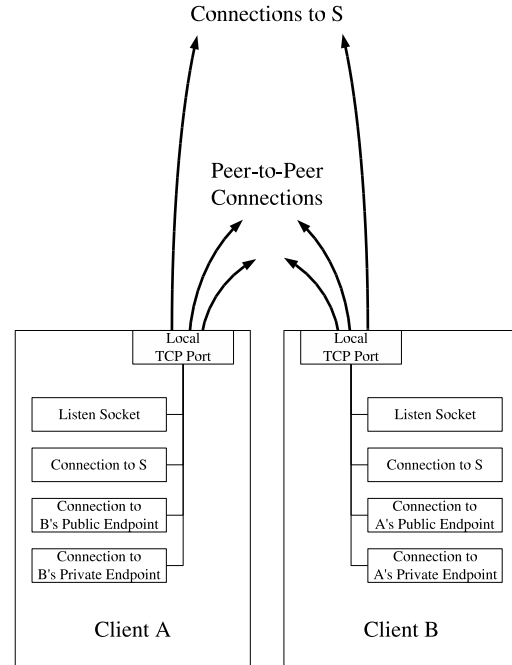 Connections to S
Peer-to-Peer
Connections
Local
TCP Port
Listen Socket
Connection to S
Connection to
B's Public Endpoint
Connection to
B's Private Endpoint
Client A
Local
TCP Port
Listen Socket
Connection to S
Connection to
A's Public Endpoint
Connection to
A's Private Endpoint
Client B